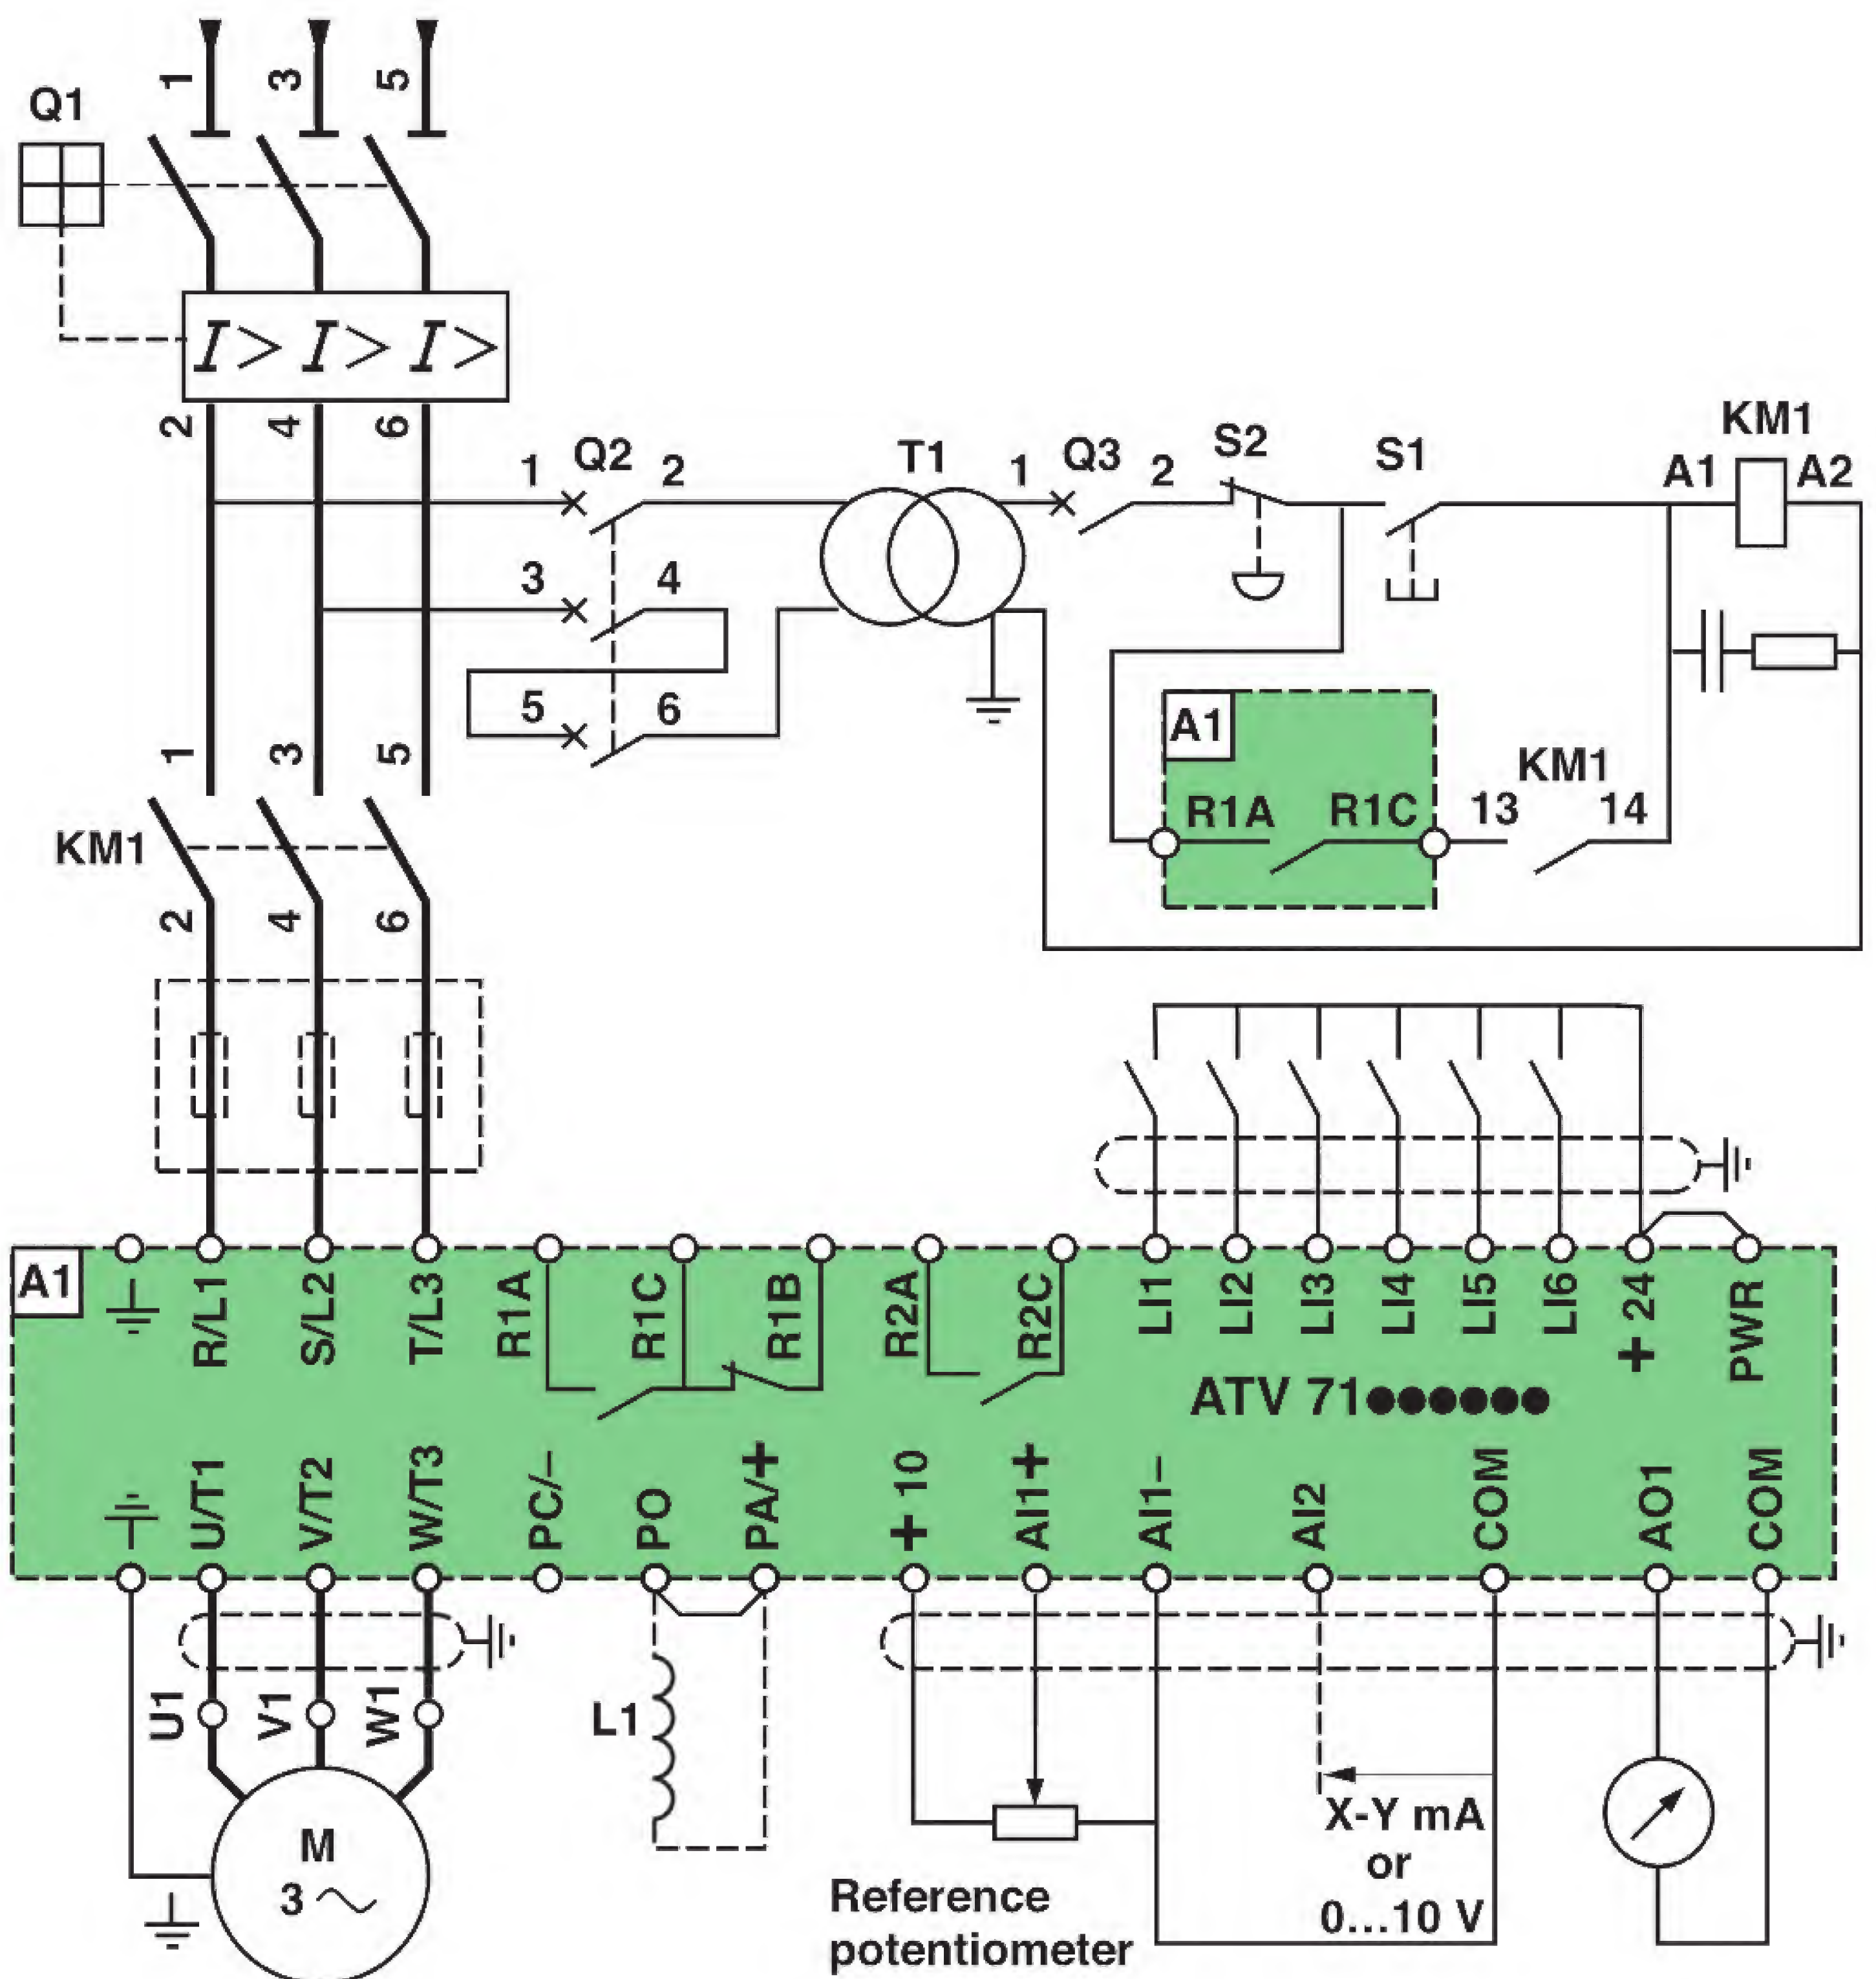 1 3 5
Q1
I> I> I>
2 4 6
1 Q2 2 T1 1 Q3 2 S2 S1 A1 KM1 A2
3 4
5 6
A1
R1A R1C 13 KM1 14
1 3 5
KM1
2 4 6
A1
R/L1 S/L2 T/L3 R1A R1C R1B R2A R2C LI1 LI2 LI3 LI4 LI5 LI6 +24 PWR
ATV 71●●●●●●
U/T1 V/T2 W/T3 PC/– PO PA/+ +10 AI1+ AI1– AI2 COM AO1 COM
U1 V1 W1
L1
M
3
X-Y mA
or
0...10 V
Reference
potentiometer